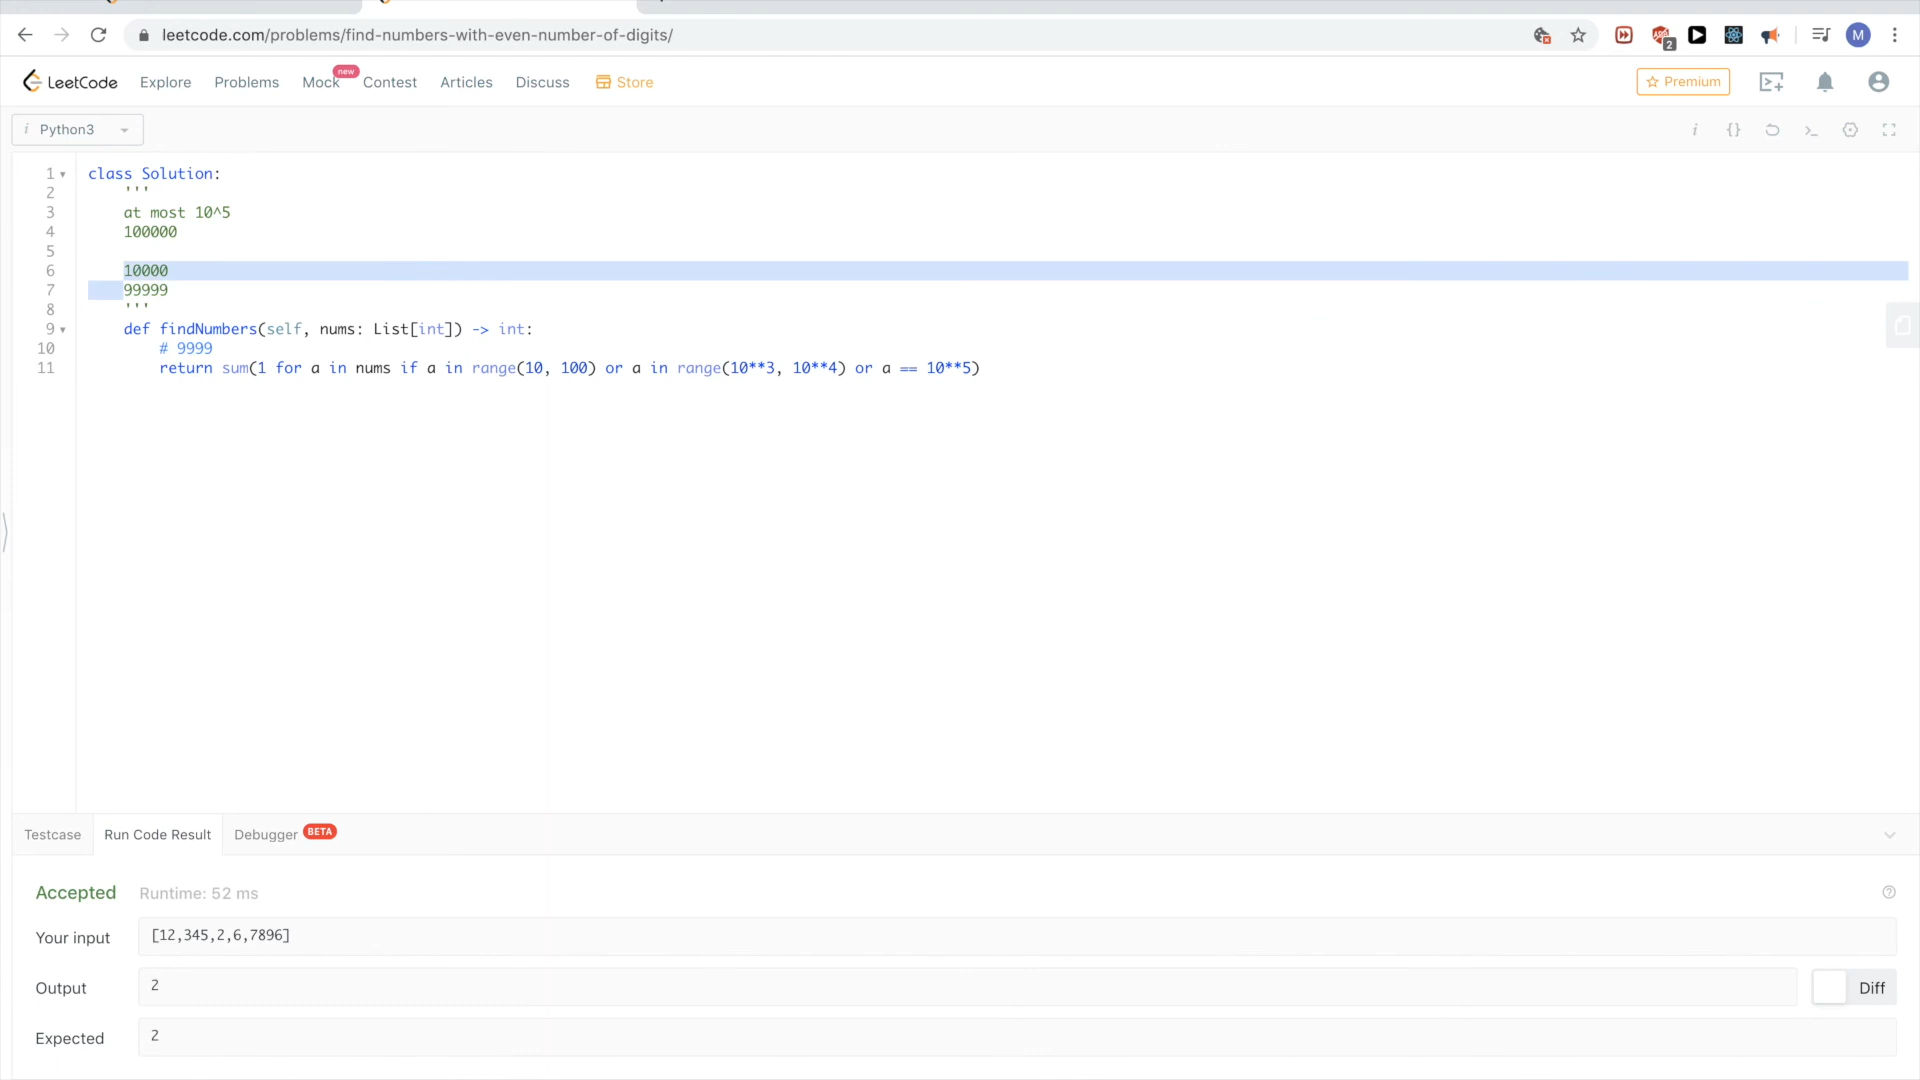 leetcode.com/problems/find-numbers-with-even-number-of-digits/
2
M
LeetCode Explore Problems Mock new Contest Articles Discuss Store Premium
i Python3
i {}
1 class Solution:
2 '''
3 at most 10^5
4 100000
5
6 10000
7 99999
8 '''
9 def findNumbers(self, nums: List[int]) -> int:
10 # 9999
11 return sum(1 for a in nums if a in range(10, 100) or a in range(10**3, 10**4) or a == 10**5)
Testcase Run Code Result Debugger BETA
Accepted Runtime: 52 ms
Your input [12,345,2,6,7896]
Output 2 Diff
Expected 2